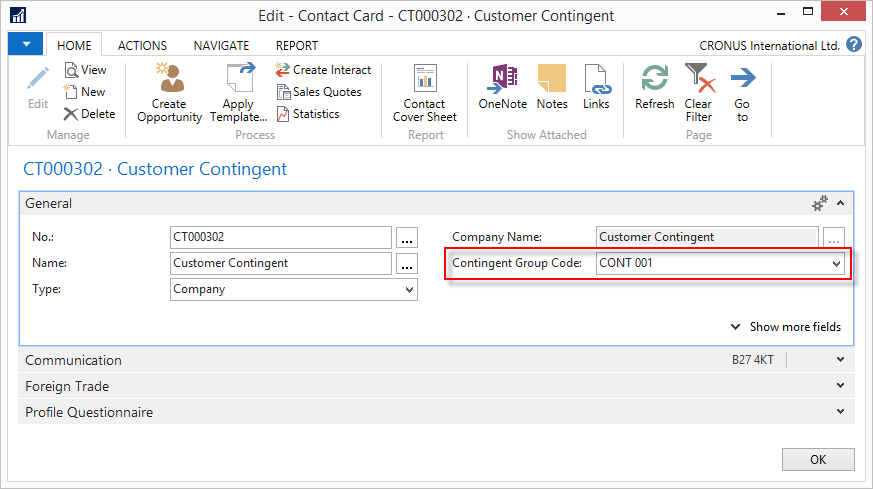 Edit - Contact Card - CT000302 · Customer Contingent
HOME ACTIONS NAVIGATE REPORT CRONUS International Ltd. ?
Edit
View
New
Delete
Manage
Create Opportunity
Apply Template...
Create Interact
Sales Quotes
Statistics
Process
Contact Cover Sheet
Report
OneNote
Notes
Links
Show Attached
Refresh
Clear Filter
Go to
Page
CT000302 · Customer Contingent
General
No.: CT000302 ... Company Name: Customer Contingent ...
Name: Customer Contingent ... Contingent Group Code: CONT 001
Type: Company
Show more fields
Communication B27 4KT
Foreign Trade
Profile Questionnaire
OK